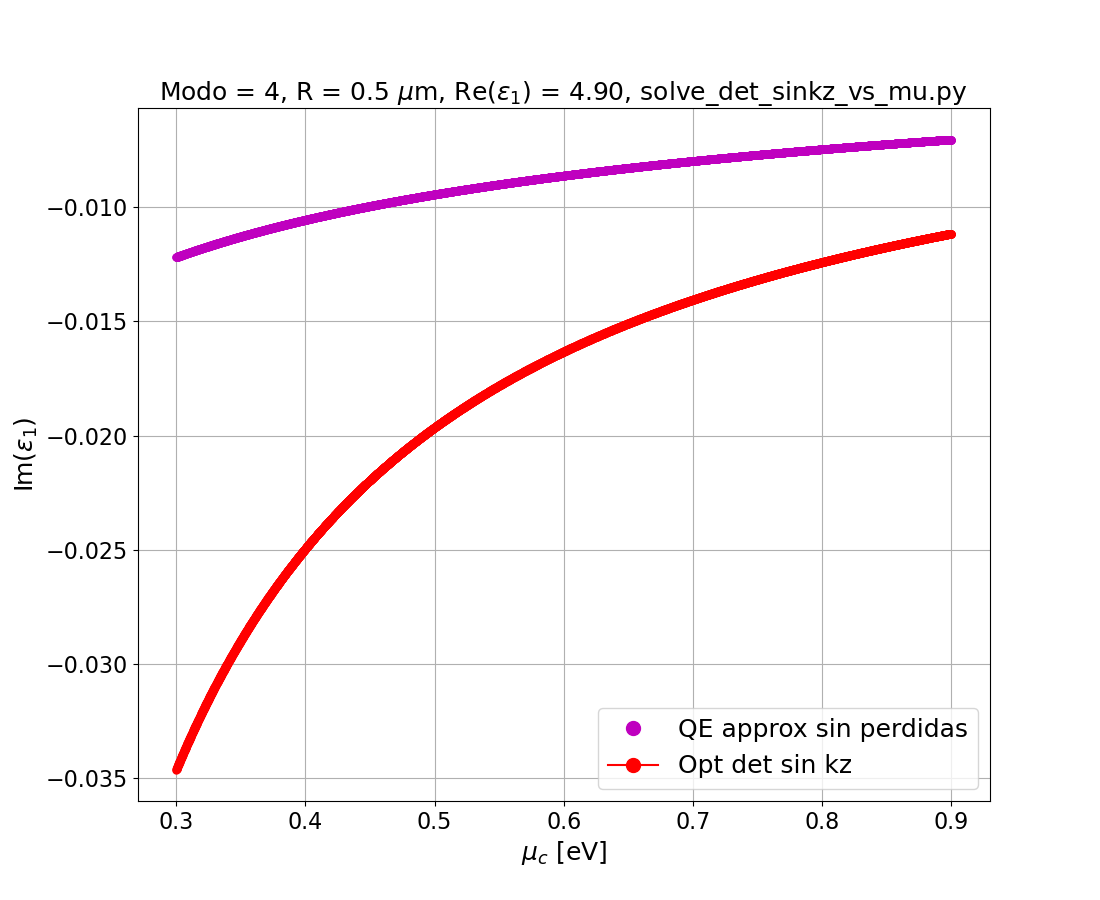 Modo = 4, R = 0.5 μm, Re(ε₁) = 4.90, solve_det_sinkz_vs_mu.py
Im(ε₁)
−0.010
−0.015
−0.020
−0.025
−0.030
−0.035
QE approx sin perdidas
Opt det sin kz
0.3 0.4 0.5 0.6 0.7 0.8 0.9
μ_c [eV]